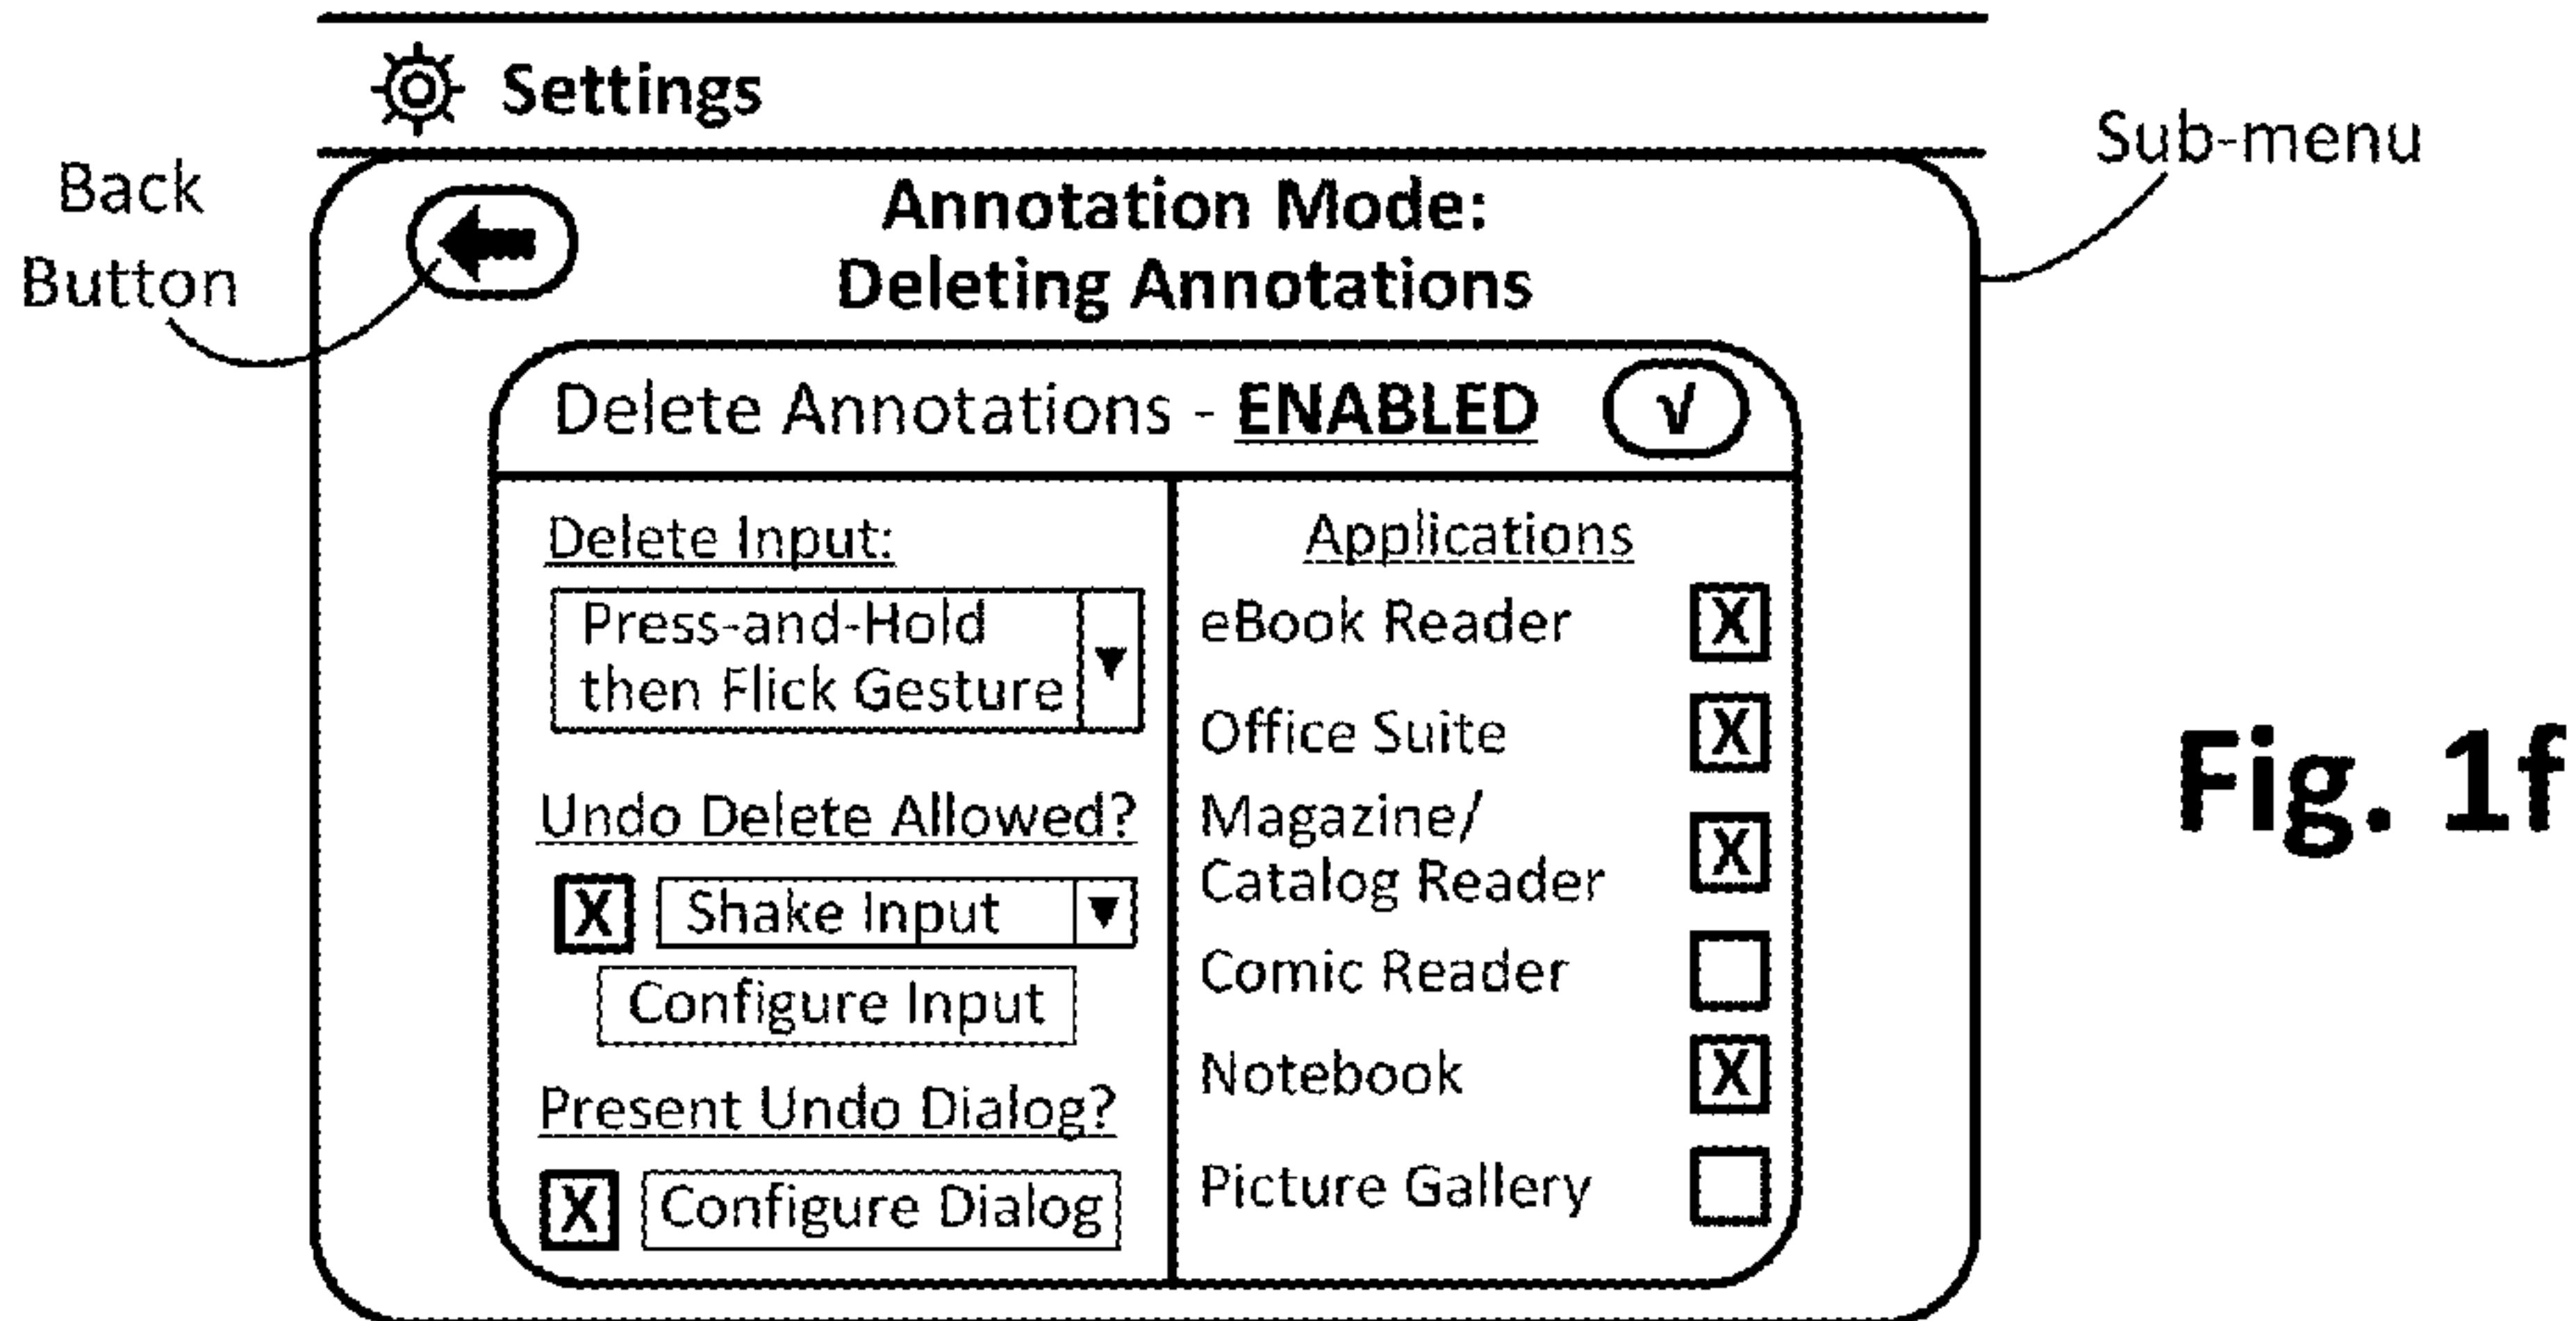 Settings
Back
Button
Sub-menu
Annotation Mode:
Deleting Annotations
Delete Annotations - ENABLED √
Delete Input:
Press-and-Hold
then Flick Gesture
Undo Delete Allowed?
X Shake Input
Configure Input
Present Undo Dialog?
X Configure Dialog
Applications
eBook Reader X
Office Suite X
Magazine/
Catalog Reader X
Comic Reader
Notebook X
Picture Gallery
Fig. 1f